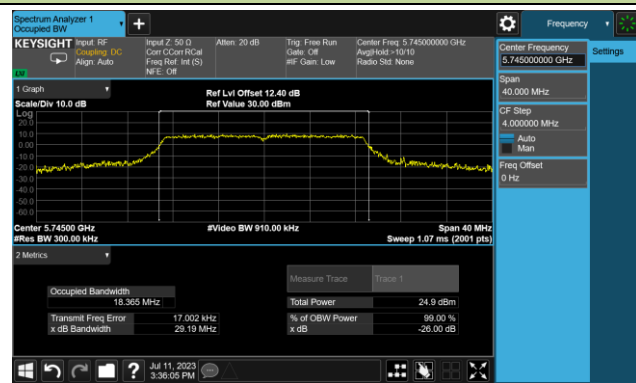 Spectrum Analyzer 1
Occupied BW
+
Frequency
KEYSIGHT
Input: RF
Coupling: DC
Align: Auto
Input Z: 50 Ω
Corr CCorr RCal
Freq Ref: Int (S)
NFE: Off
Atten: 20 dB
Trig: Free Run
Gate: Off
#IF Gain: Low
Center Freq: 5.745000000 GHz
Avg|Hold:>10/10
Radio Std: None
Center Frequency
5.745000000 GHz
Settings
Span
40.000 MHz
CF Step
4.000000 MHz
Auto
Man
Freq Offset
0 Hz
LXI
1 Graph
Scale/Div 10.0 dB
Ref Lvl Offset 12.40 dB
Ref Value 30.00 dBm
Log
20.0
10.0
0.00
-10.0
-20.0
-30.0
-40.0
-50.0
-60.0
Center 5.74500 GHz
#Res BW 300.00 kHz
#Video BW 910.00 kHz
Span 40 MHz
Sweep 1.07 ms (2001 pts)
2 Metrics
Measure Trace Trace 1
Occupied Bandwidth
18.365 MHz
Total Power 24.9 dBm
Transmit Freq Error 17.002 kHz
% of OBW Power 99.00 %
x dB Bandwidth 29.19 MHz
x dB -26.00 dB
?
Jul 11, 2023
3:36:05 PM